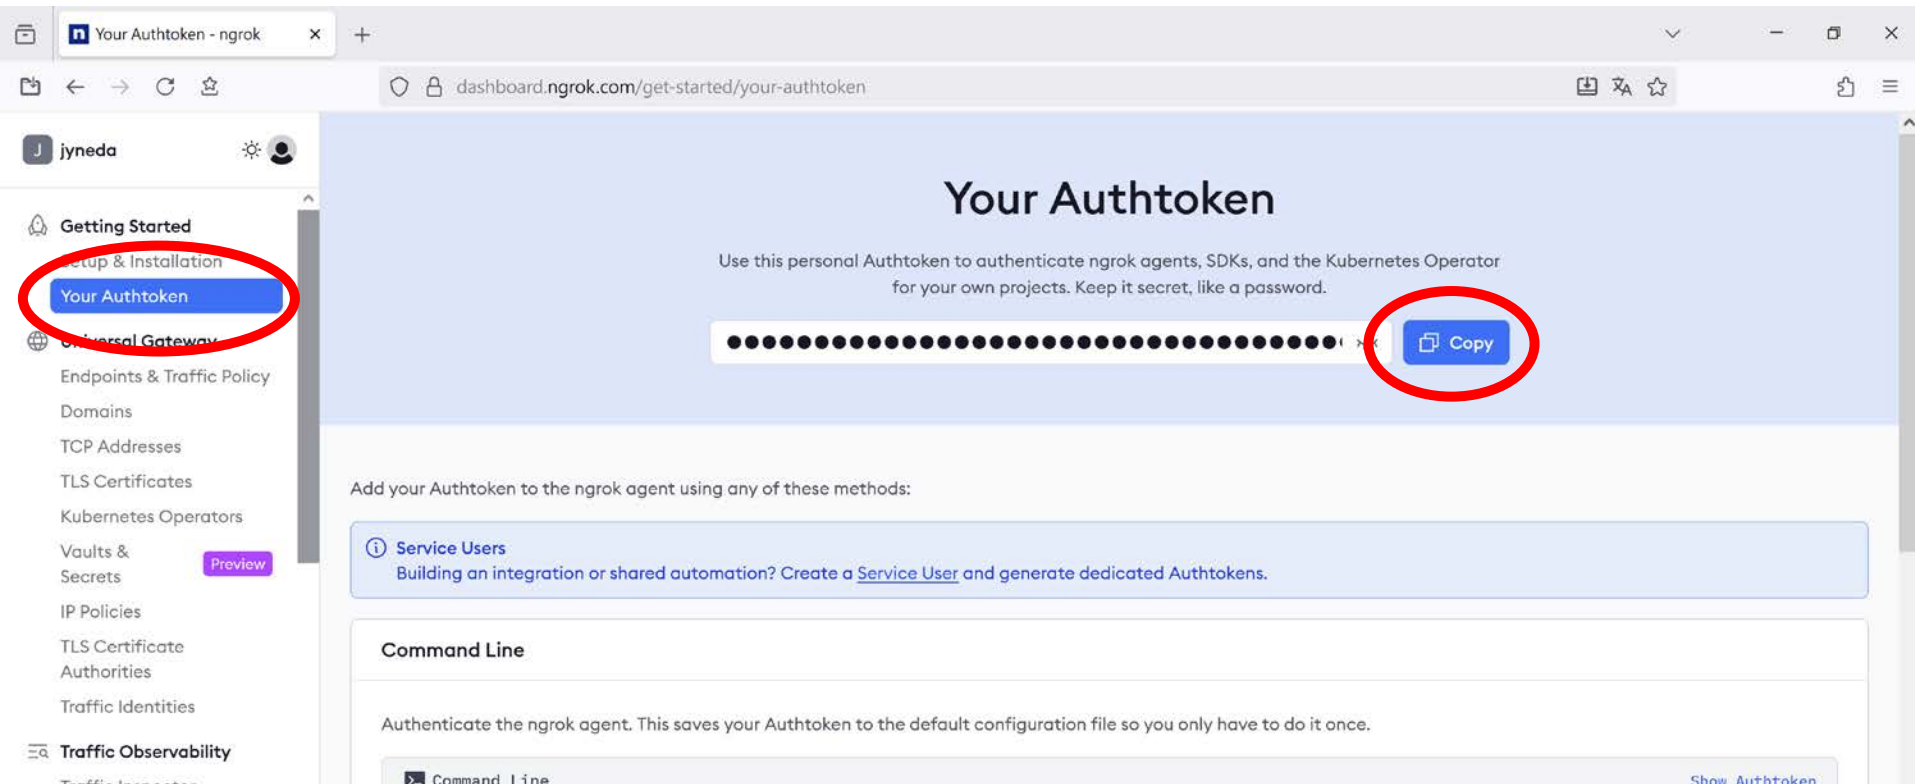 Your Authtoken - ngrok
dashboard.ngrok.com/get-started/your-authtoken
J jyneda
Getting Started
Setup & Installation
Your Authtoken
Universal Gateway
Endpoints & Traffic Policy
Domains
TCP Addresses
TLS Certificates
Kubernetes Operators
Vaults &
Secrets
Preview
IP Policies
TLS Certificate
Authorities
Traffic Identities
Traffic Observability
Your Authtoken
Use this personal Authtoken to authenticate ngrok agents, SDKs, and the Kubernetes Operator
for your own projects. Keep it secret, like a password.
Copy
Add your Authtoken to the ngrok agent using any of these methods:
Service Users
Building an integration or shared automation? Create a Service User and generate dedicated Authtokens.
Command Line
Authenticate the ngrok agent. This saves your Authtoken to the default configuration file so you only have to do it once.
Command Line
Show Authtoken